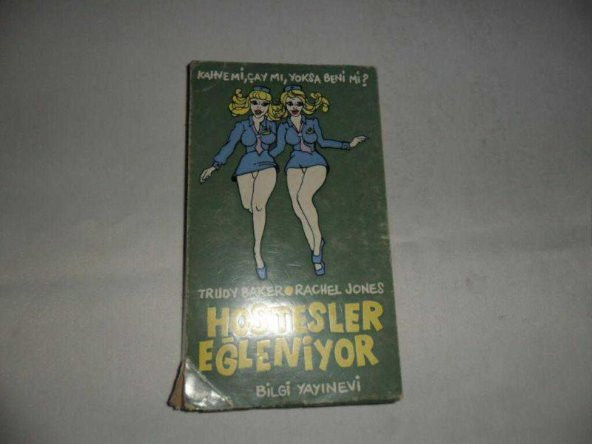 KAHVE Mİ, ÇAY MI, YOKSA BENİ Mİ?
TRUDY BAKER RACHEL JONES
HOSTESLER
EĞLENİYOR
BİLGİ YAYINEVİ